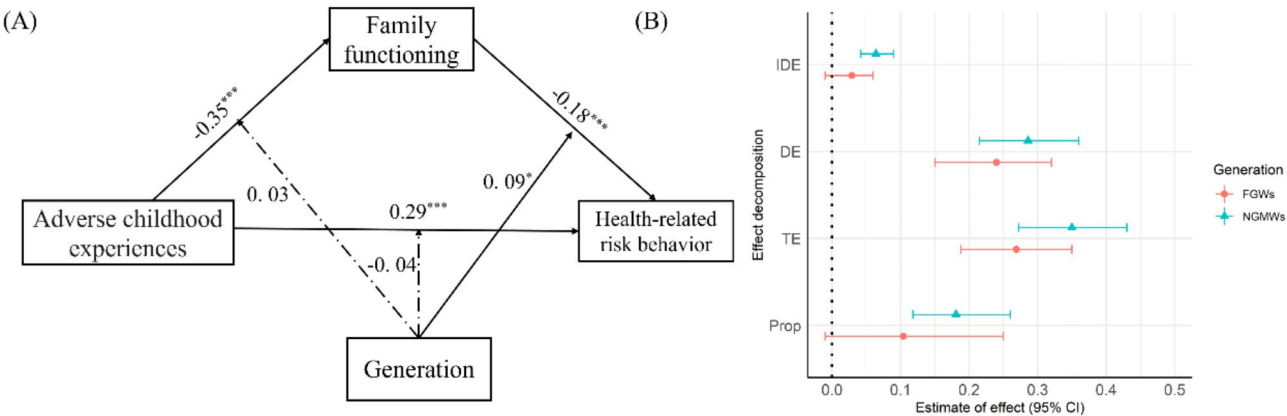 (A)
Family
functioning
-0.35***
-0.18***
0. 03
0. 09*
Adverse childhood
experiences
0.29***
Health-related
risk behavior
-0. 04
Generation
(B)
Effect decomposition
IDE
DE
TE
Prop
0.0 0.1 0.2 0.3 0.4 0.5
Estimate of effect (95% CI)
Generation
FGWs
NGMWs